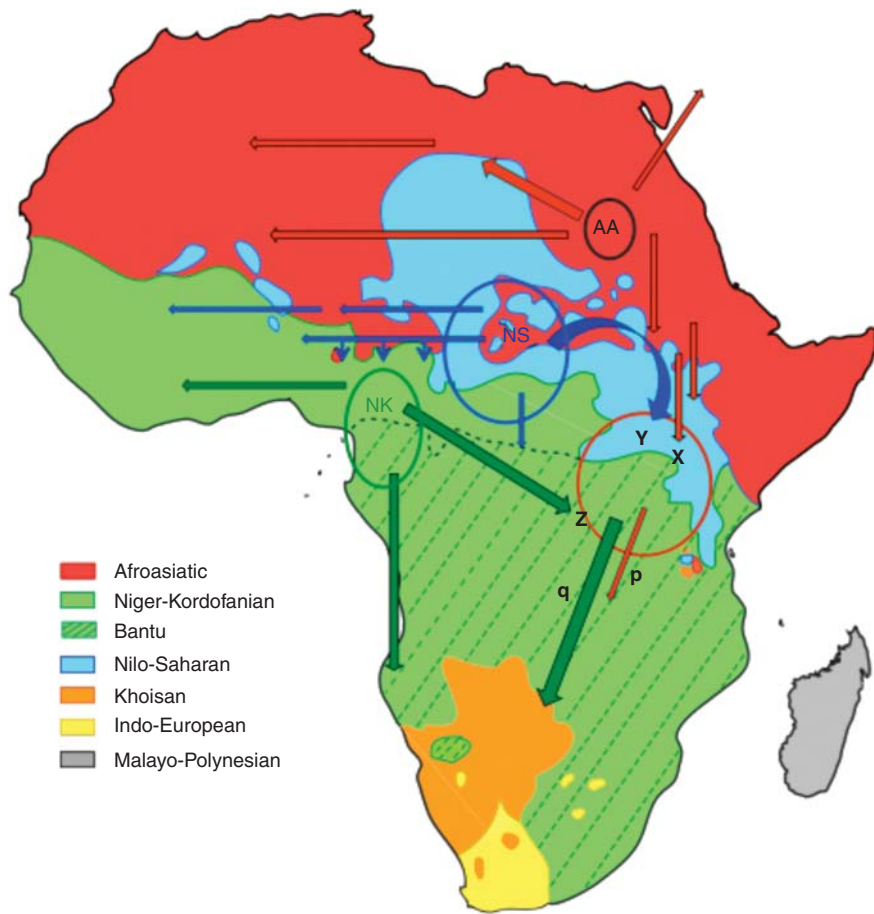 AA
NS
NK
Y
X
Z
p
q
Afroasiatic
Niger-Kordofanian
Bantu
Nilo-Saharan
Khoisan
Indo-European
Malayo-Polynesian